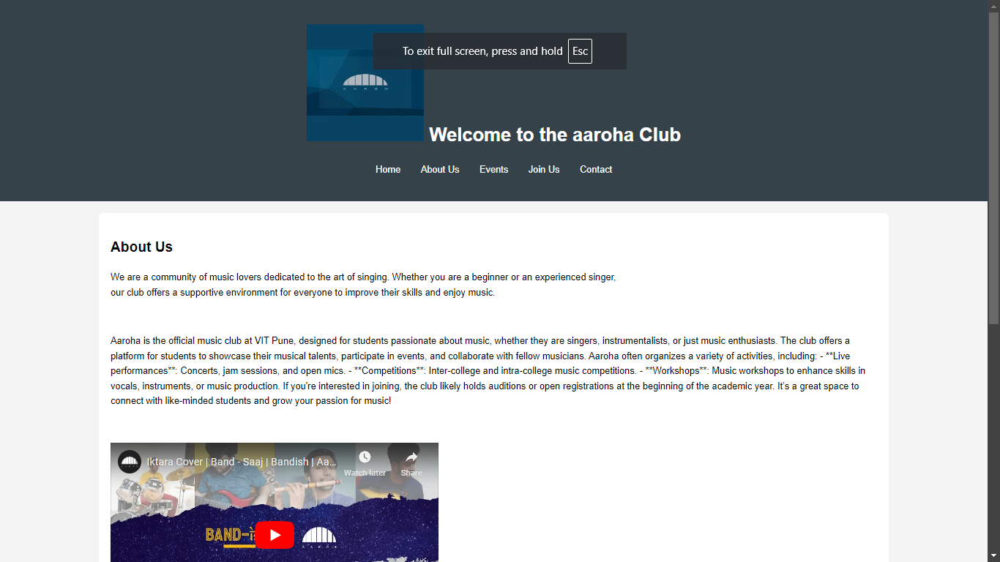 To exit full screen, press and hold Esc
AAROH
Welcome to the aaroha Club
Home About Us Events Join Us Contact
About Us
We are a community of music lovers dedicated to the art of singing. Whether you are a beginner or an experienced singer,
our club offers a supportive environment for everyone to improve their skills and enjoy music.
Aaroha is the official music club at VIT Pune, designed for students passionate about music, whether they are singers, instrumentalists, or just music enthusiasts. The club offers a
platform for students to showcase their musical talents, participate in events, and collaborate with fellow musicians. Aaroha often organizes a variety of activities, including: - **Live
performances**: Concerts, jam sessions, and open mics. - **Competitions**: Inter-college and intra-college music competitions. - **Workshops**: Music workshops to enhance skills in
vocals, instruments, or music production. If you're interested in joining, the club likely holds auditions or open registrations at the beginning of the academic year. It's a great space to
connect with like-minded students and grow your passion for music!
Iktara Cover | Band - Saaj | Bandish | Aa...
Watch later Share
BAND-
AAROH